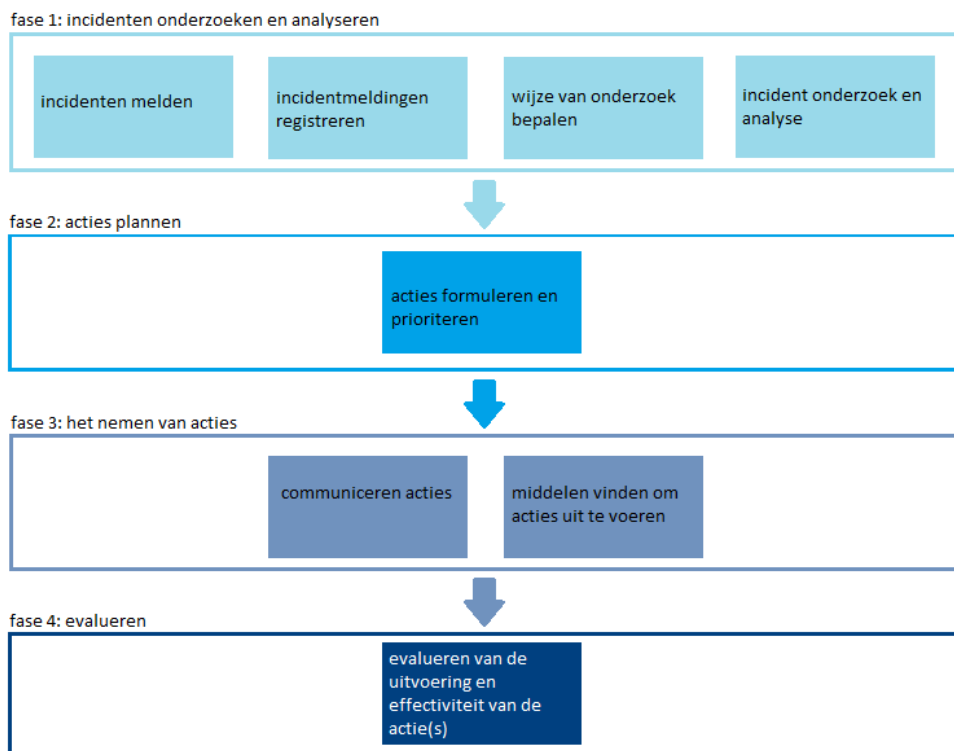 fase 1: incidenten onderzoeken en analyseren
incidenten melden
incidentmeldingen
registreren
wijze van onderzoek
bepalen
incident onderzoek en
analyse
fase 2: acties plannen
acties formuleren en
prioriteren
fase 3: het nemen van acties
communiceren acties
middelen vinden om
acties uit te voeren
fase 4: evalueren
evalueren van de
uitvoering en
effectiviteit van de
actie(s)